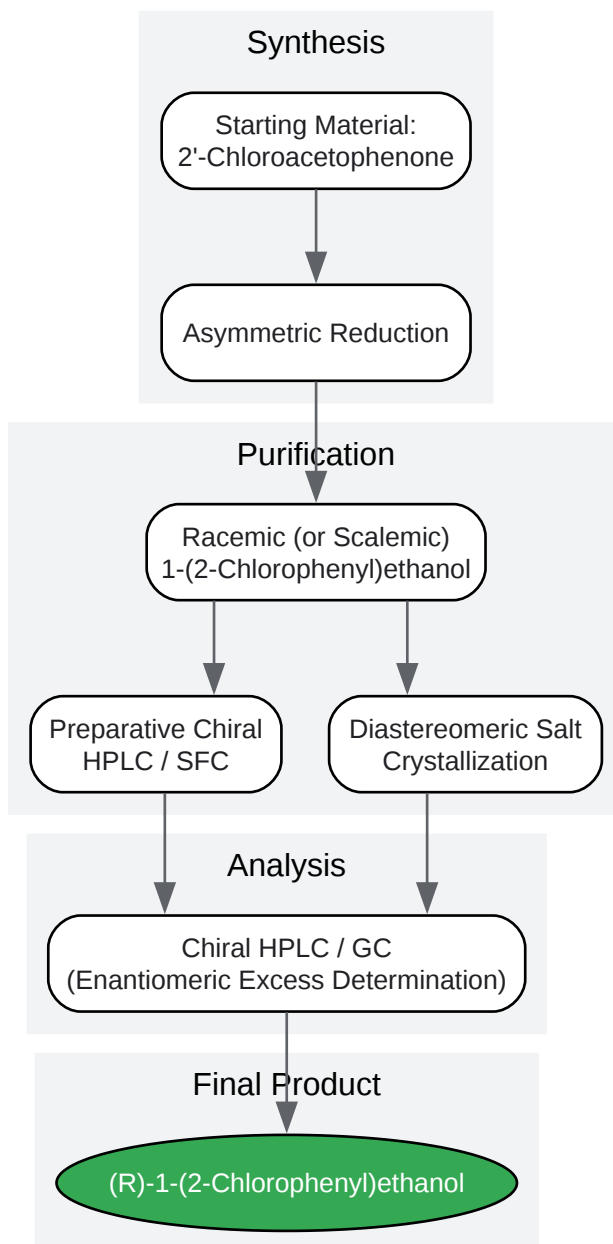 Synthesis
Starting Material:
2'-Chloroacetophenone
Asymmetric Reduction
Purification
Racemic (or Scalemic)
1-(2-Chlorophenyl)ethanol
Preparative Chiral
HPLC / SFC
Diastereomeric Salt
Crystallization
Analysis
Chiral HPLC / GC
(Enantiomeric Excess Determination)
Final Product
(R)-1-(2-Chlorophenyl)ethanol